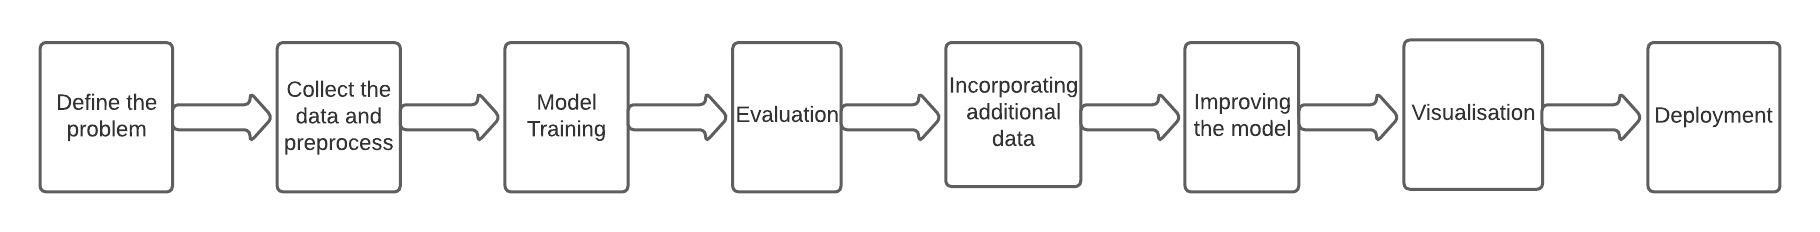 Define the
problem
Collect the
data and
preprocess
Model
Training
Evaluation
Incorporating
additional
data
Improving
the model
Visualisation
Deployment